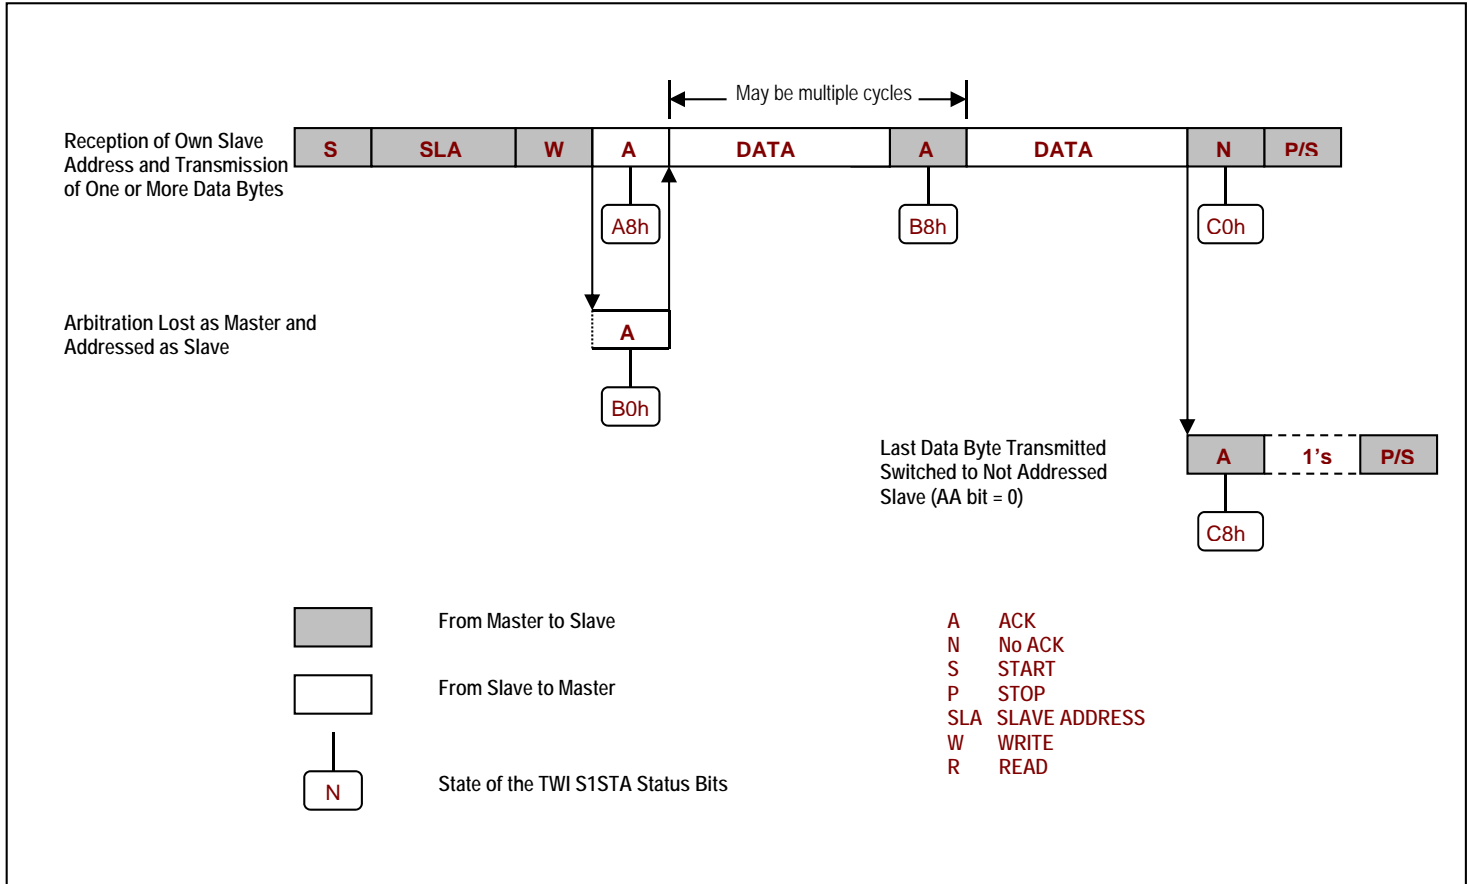 May be multiple cycles
Reception of Own Slave
Address and Transmission
of One or More Data Bytes
S SLA W A DATA A DATA N P/S
A8h B8h C0h
Arbitration Lost as Master and
Addressed as Slave
A
B0h
Last Data Byte Transmitted
Switched to Not Addressed
Slave (AA bit = 0)
A 1's P/S
C8h
From Master to Slave
From Slave to Master
N State of the TWI S1STA Status Bits
A ACK
N No ACK
S START
P STOP
SLA SLAVE ADDRESS
W WRITE
R READ